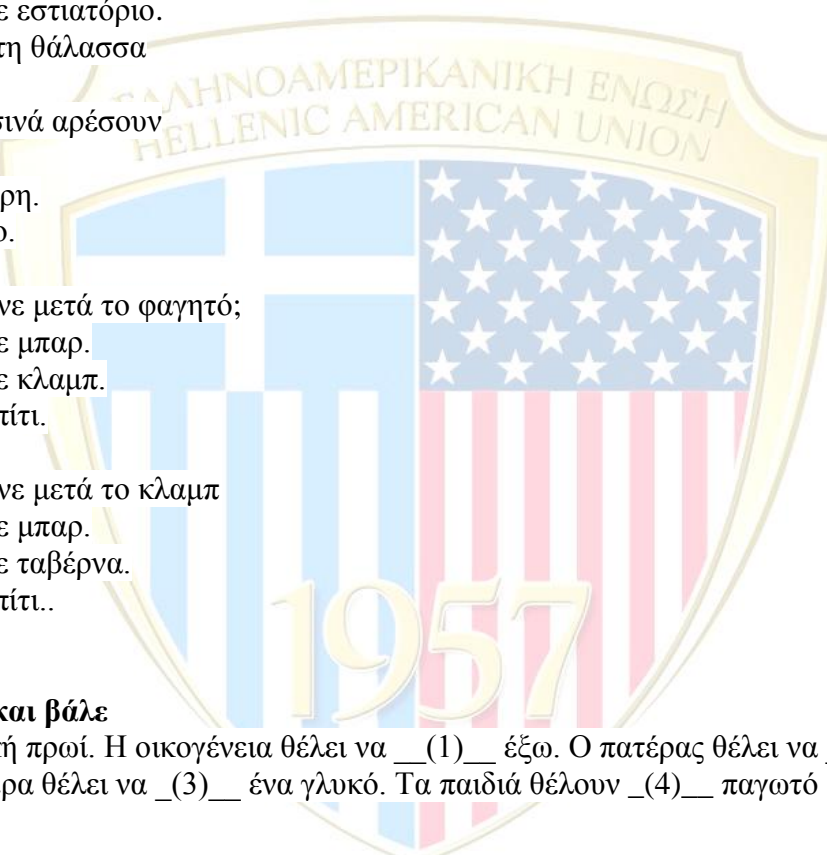 ε εστιατόριο.
τη θάλασσα
ΕΛΛΗΝΟΑΜΕΡΙΚΑΝΙΚΗ ΕΝΩΣΗ
HELLENIC AMERICAN UNION
σινά αρέσουν
ρη.
ο.
νε μετά το φαγητό;
ε μπαρ.
ε κλαμπ.
πίτι.
νε μετά το κλαμπ
ε μπαρ.
ε ταβέρνα.
πίτι..
1957
και βάλε
ή πρωί. Η οικογένεια θέλει να __(1)__ έξω. Ο πατέρας θέλει να _
ρα θέλει να _(3)__ ένα γλυκό. Τα παιδιά θέλουν _(4)__ παγωτό